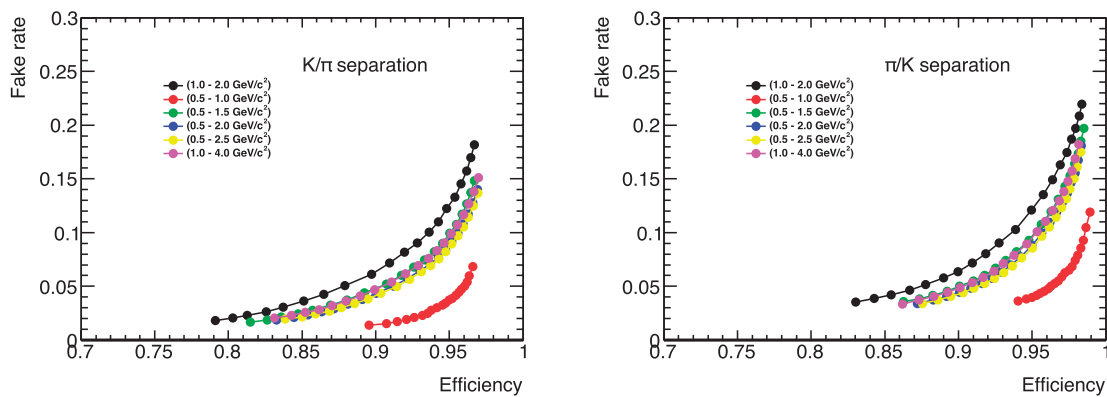 Fake rate
0.3
0.25
0.2
0.15
0.1
0.05
0
0.7
0.75
0.8
0.85
0.9
0.95
1
Efficiency
K/π separation
(1.0 - 2.0 GeV/c²)
(0.5 - 1.0 GeV/c²)
(0.5 - 1.5 GeV/c²)
(0.5 - 2.0 GeV/c²)
(0.5 - 2.5 GeV/c²)
(1.0 - 4.0 GeV/c²)
Fake rate
0.3
0.25
0.2
0.15
0.1
0.05
0
0.7
0.75
0.8
0.85
0.9
0.95
1
Efficiency
π/K separation
(1.0 - 2.0 GeV/c²)
(0.5 - 1.0 GeV/c²)
(0.5 - 1.5 GeV/c²)
(0.5 - 2.0 GeV/c²)
(0.5 - 2.5 GeV/c²)
(1.0 - 4.0 GeV/c²)